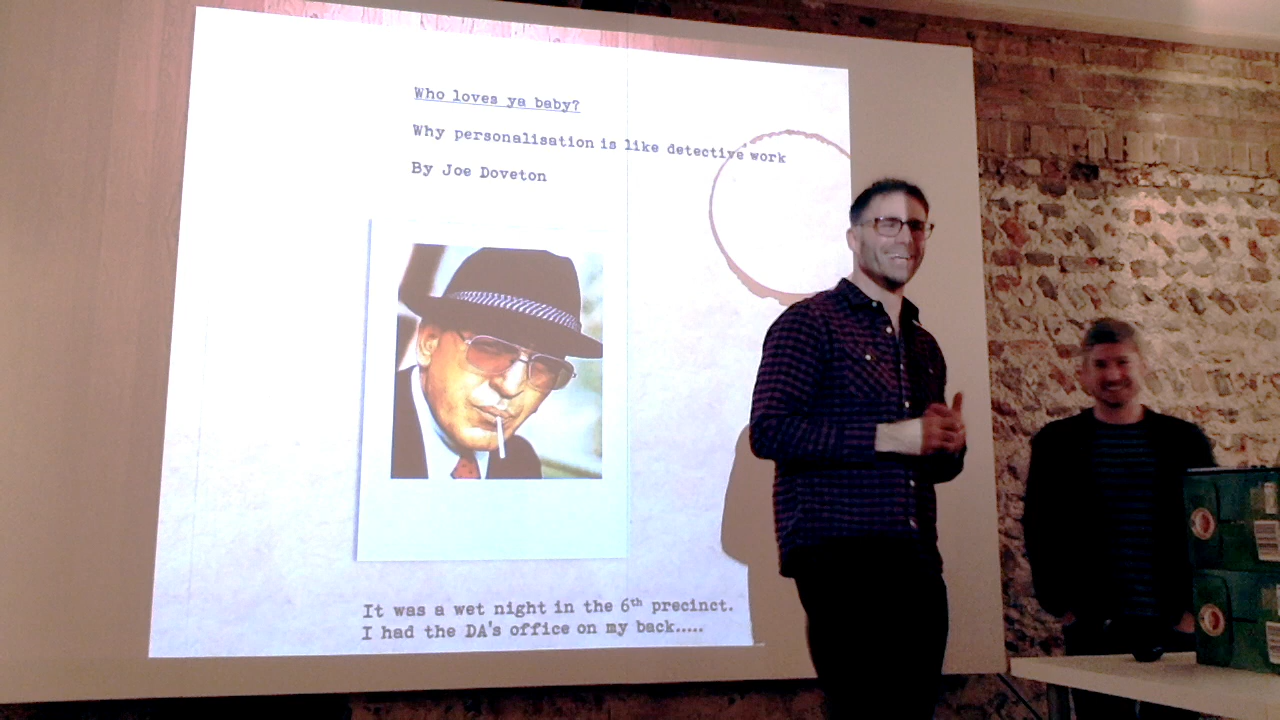 Who loves ya baby?
Why personalisation is like detective work
By Joe Doveton
It was a wet night in the 6th precinct.
I had the DA's office on my back.....